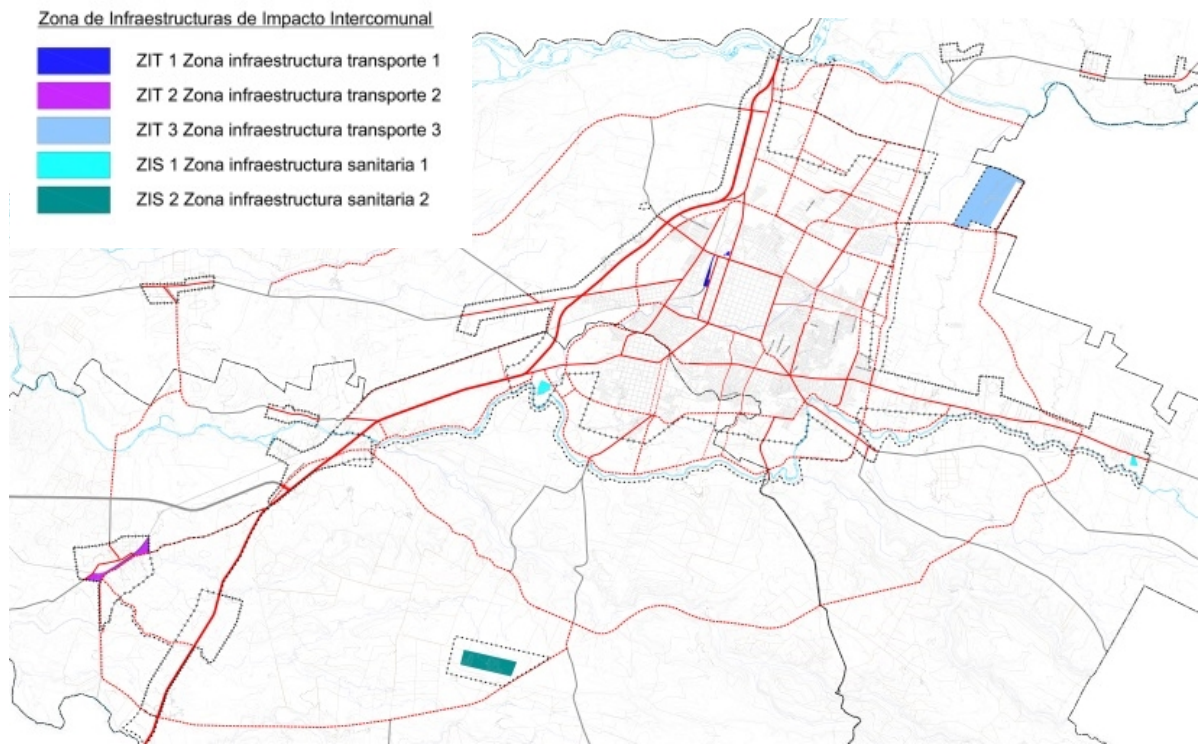 Zona de Infraestructuras de Impacto Intercomunal
ZIT 1 Zona infraestructura transporte 1
ZIT 2 Zona infraestructura transporte 2
ZIT 3 Zona infraestructura transporte 3
ZIS 1 Zona infraestructura sanitaria 1
ZIS 2 Zona infraestructura sanitaria 2